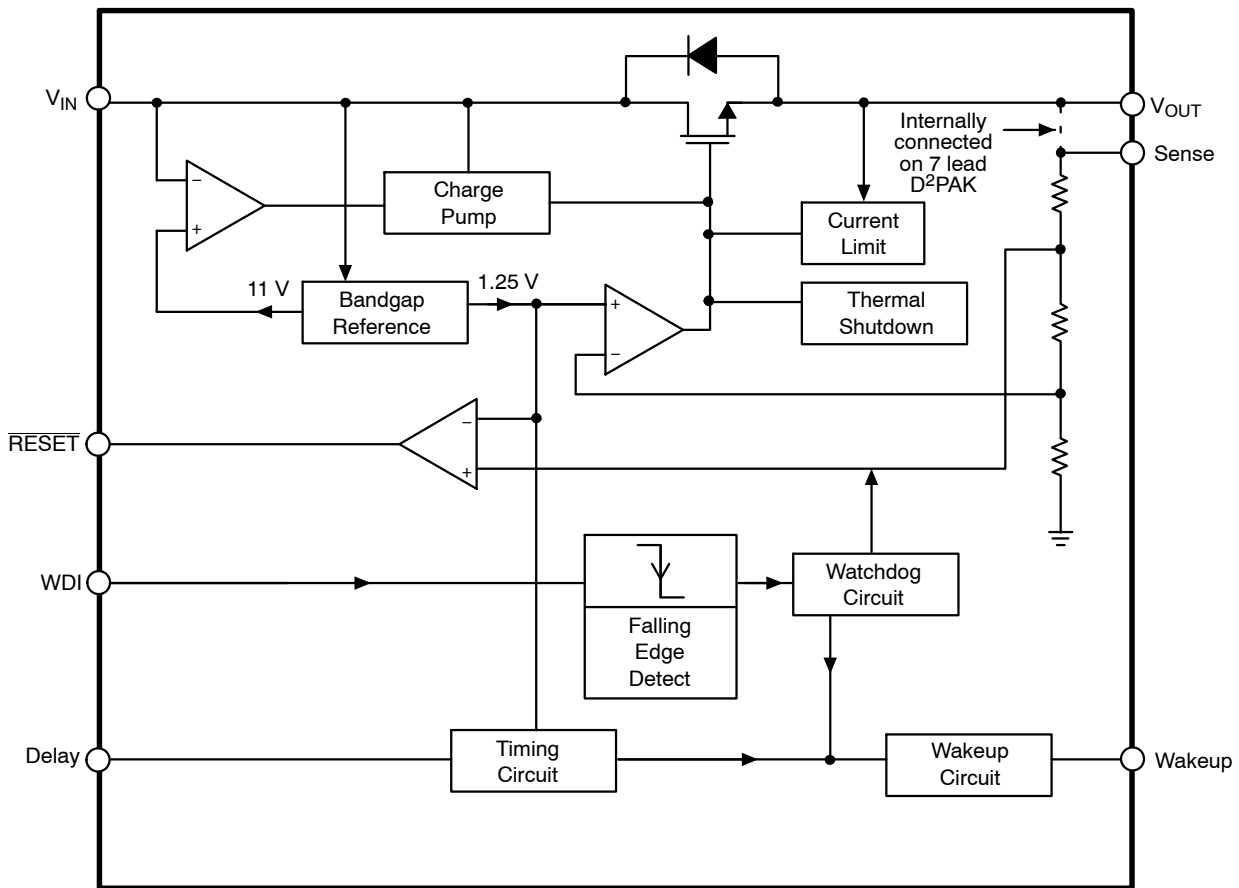 V_IN
V_OUT
Internally
connected
on 7 lead
D²PAK
Sense
−
+
Charge
Pump
Current
Limit
11 V
Bandgap
Reference
1.25 V
+
−
Thermal
Shutdown
RESET
−
+
WDI
Falling
Edge
Detect
Watchdog
Circuit
Delay
Timing
Circuit
Wakeup
Circuit
Wakeup